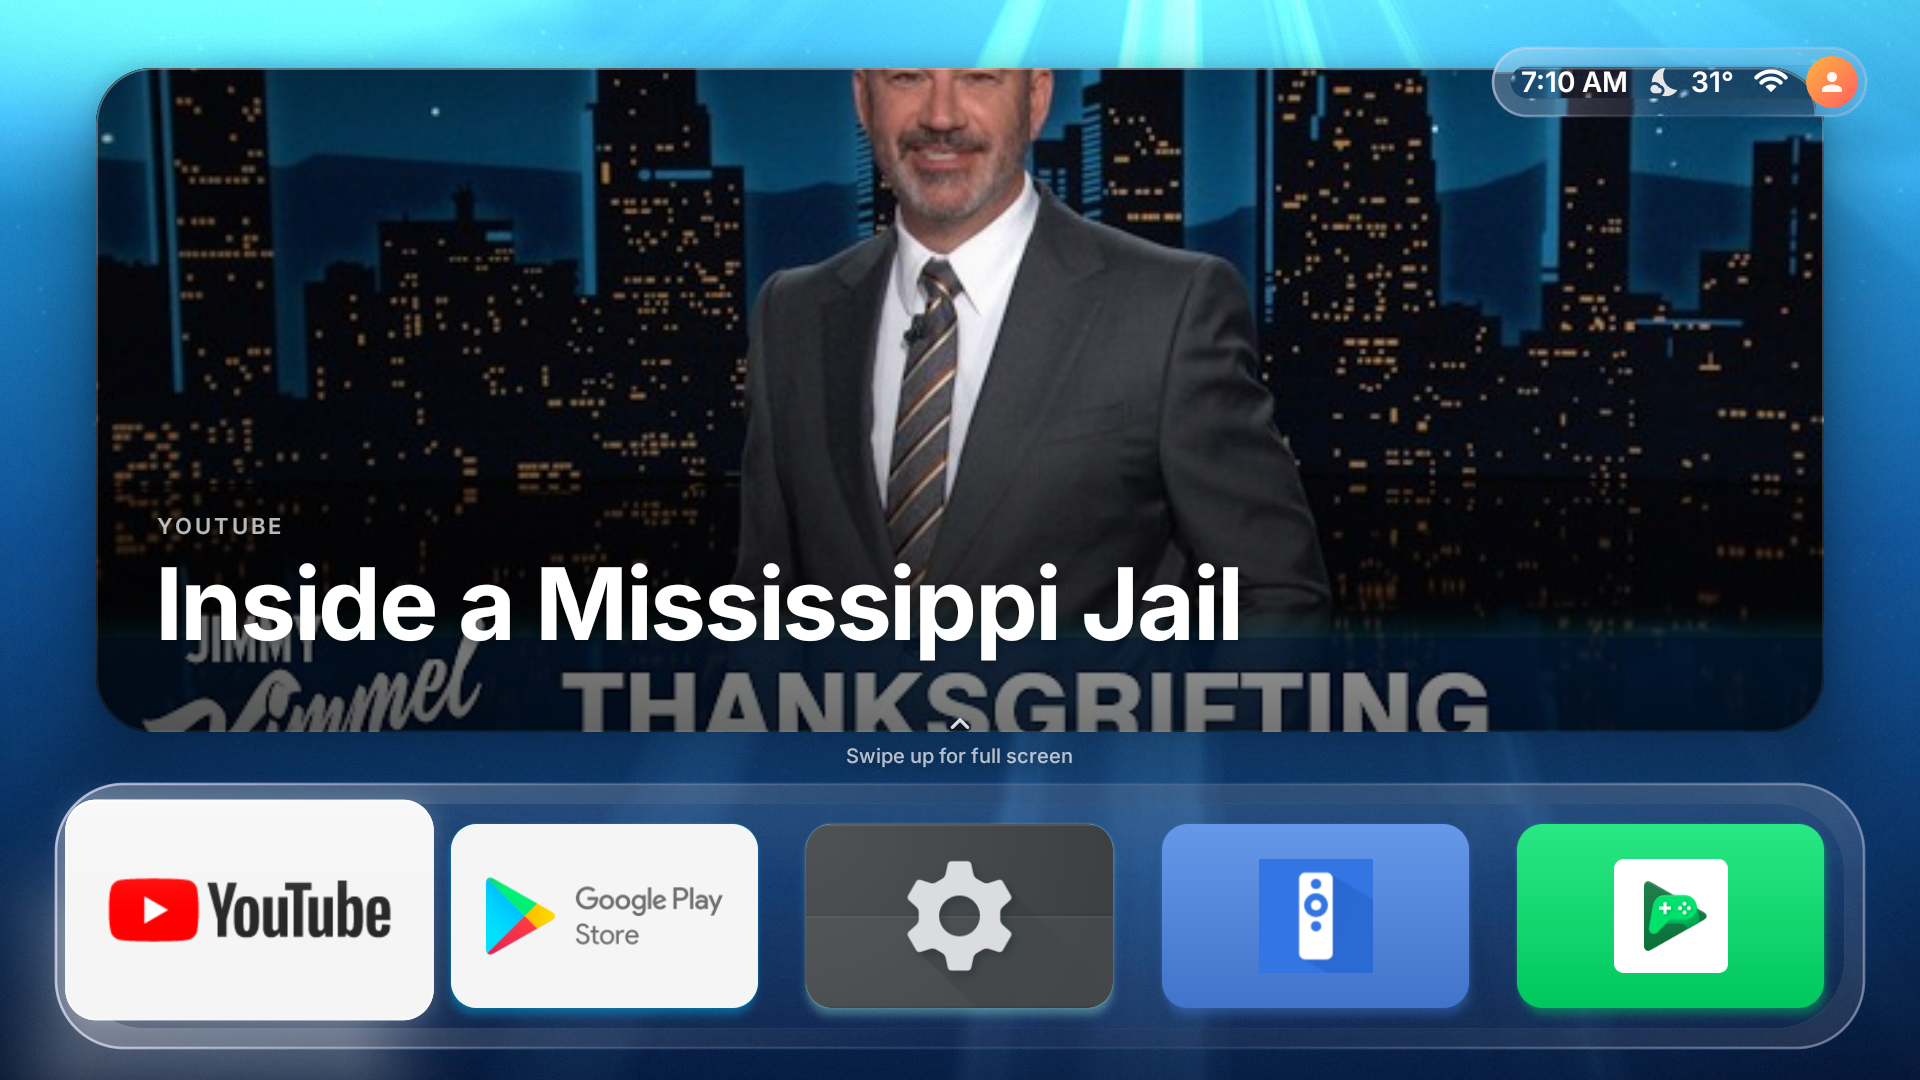 7:10 AM 31°
YOUTUBE
Inside a Mississippi Jail
JIMMY
Kimmel THANKSGRIFTING
Swipe up for full screen
YouTube
Google Play
Store